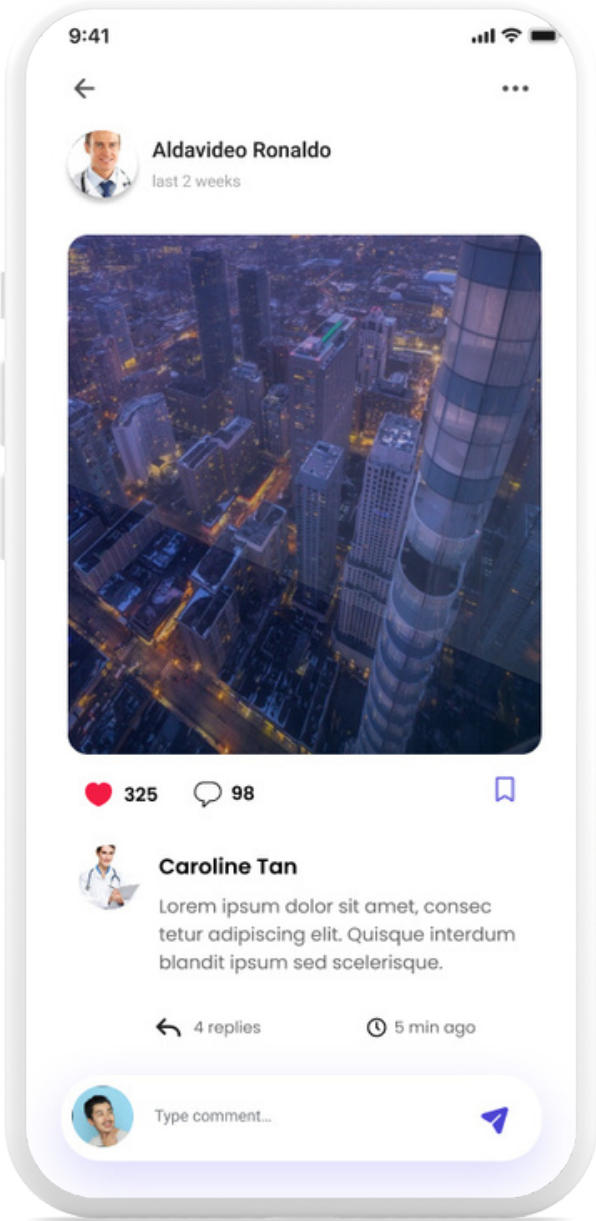 9:41
Aldavideo Ronaldo
last 2 weeks
325
98
Caroline Tan
Lorem ipsum dolor sit amet, consec
tetur adipiscing elit. Quisque interdum
blandit ipsum sed scelerisque.
4 replies
5 min ago
Type comment...